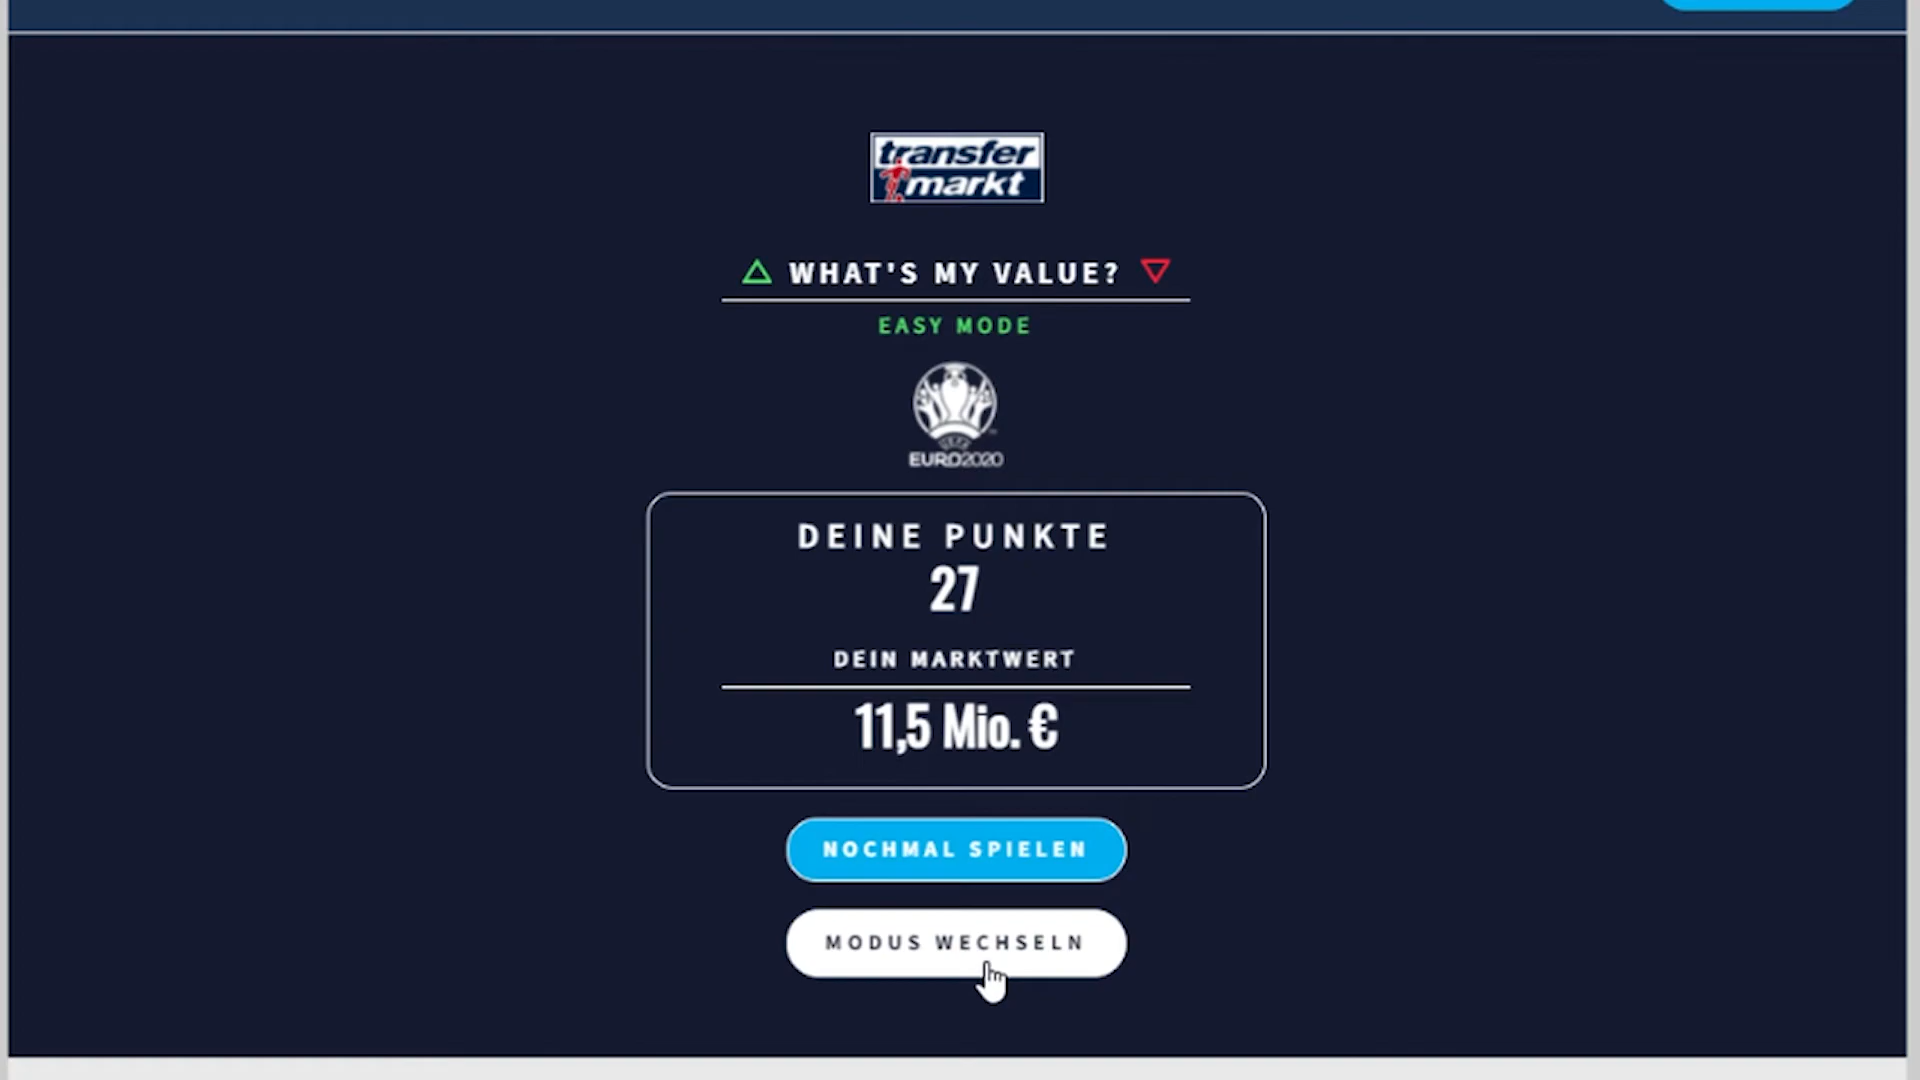 transfer
markt
WHAT'S MY VALUE?
EASY MODE
UEFA
EURO2020
DEINE PUNKTE
27
DEIN MARKTWERT
11,5 Mio. €
NOCHMAL SPIELEN
MODUS WECHSELN